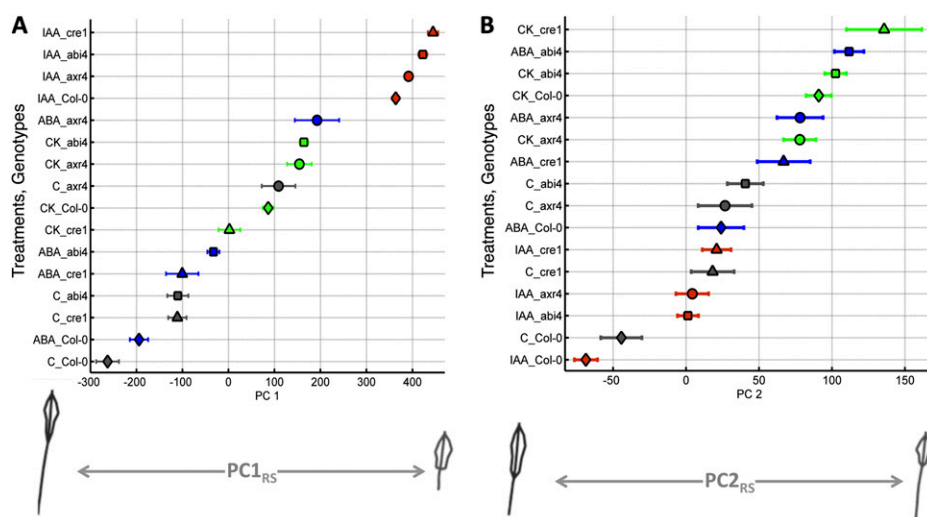 A
Treatments, Genotypes
IAA_cre1
IAA_abi4
IAA_axr4
IAA_Col-0
ABA_axr4
CK_abi4
CK_axr4
C_axr4
CK_Col-0
CK_cre1
ABA_abi4
ABA_cre1
C_abi4
C_cre1
ABA_Col-0
C_Col-0
-300 -200 -100 0 100 200 300 400
PC 1
PC1RS
B
Treatments, Genotypes
CK_cre1
ABA_abi4
CK_abi4
CK_Col-0
ABA_axr4
CK_axr4
ABA_cre1
C_abi4
C_axr4
ABA_Col-0
IAA_cre1
C_cre1
IAA_axr4
IAA_abi4
C_Col-0
IAA_Col-0
-50 0 50 100 150
PC 2
PC2RS